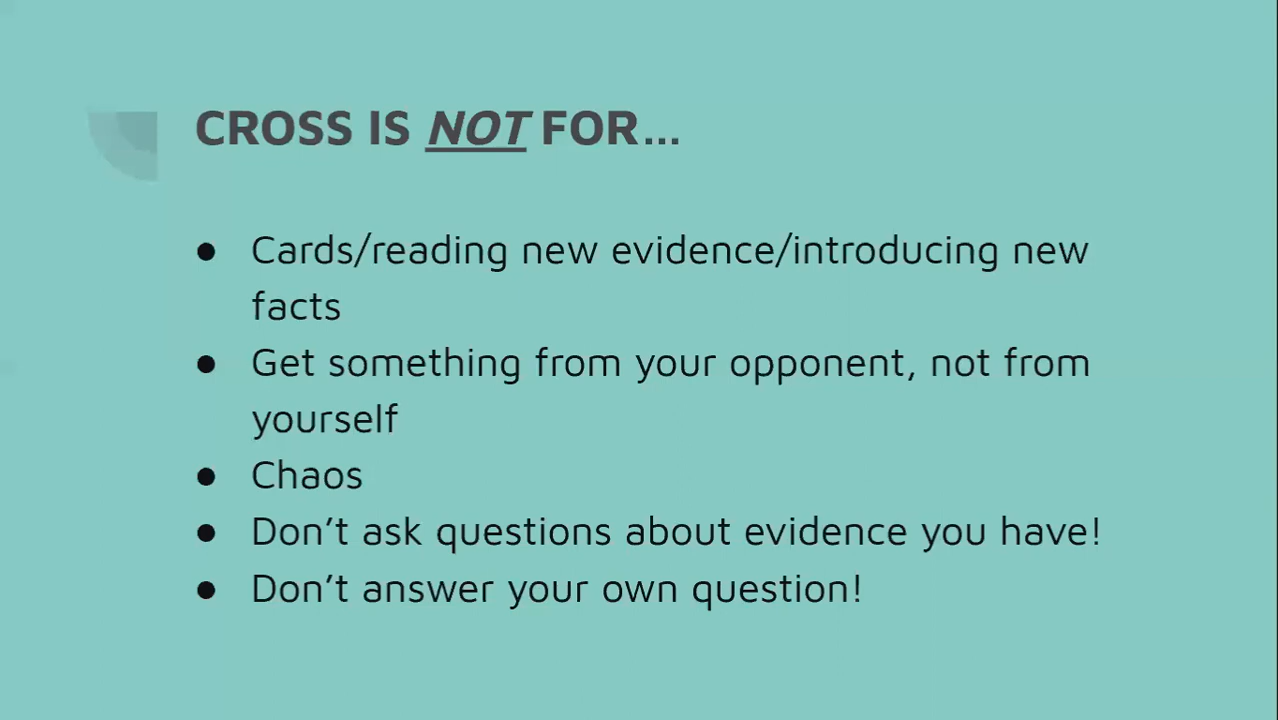 CROSS IS NOT FOR...
● Cards/reading new evidence/introducing new
facts
● Get something from your opponent, not from
yourself
● Chaos
● Don’t ask questions about evidence you have!
● Don’t answer your own question!